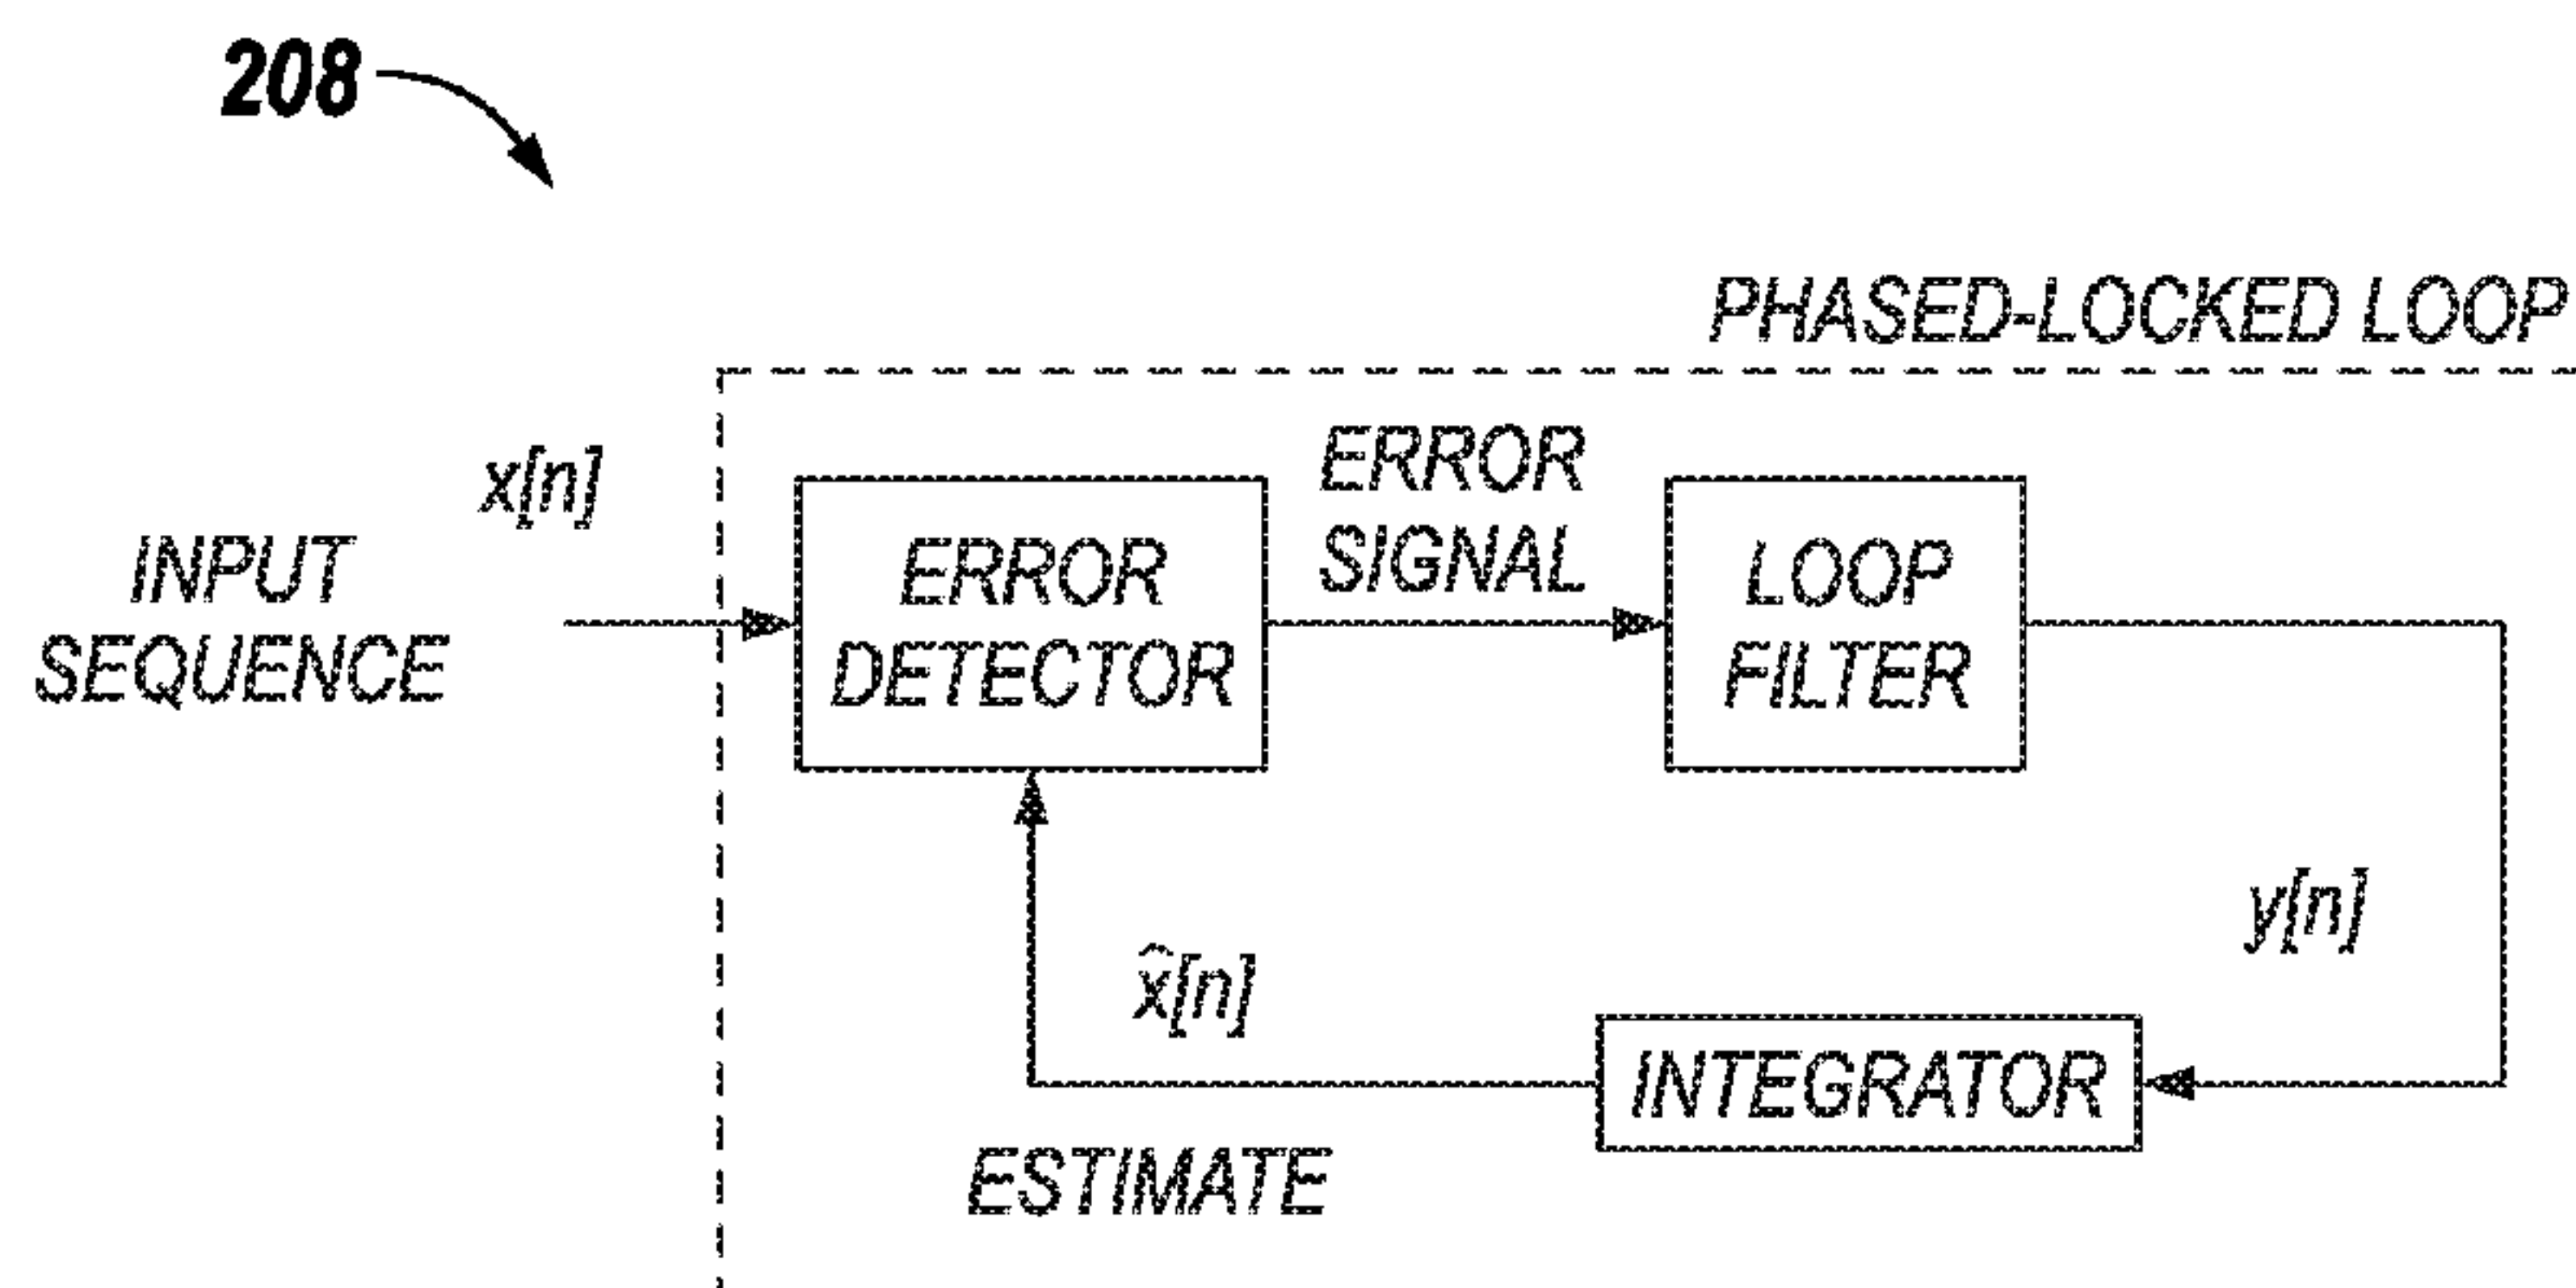 208
PHASED-LOCKED LOOP
x[n]
INPUT
SEQUENCE
ERROR
DETECTOR
ERROR
SIGNAL
LOOP
FILTER
y[n]
x̂[n]
INTEGRATOR
ESTIMATE